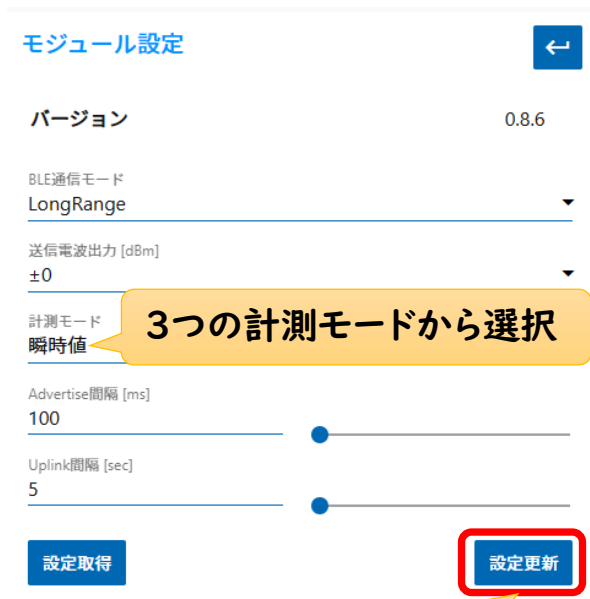 モジュール設定
バージョン 0.8.6
BLE通信モード
LongRange
送信電波出力 [dBm]
±0
計測モード
瞬時値
3つの計測モードから選択
Advertise間隔 [ms]
100
Uplink間隔 [sec]
5
設定取得 設定更新